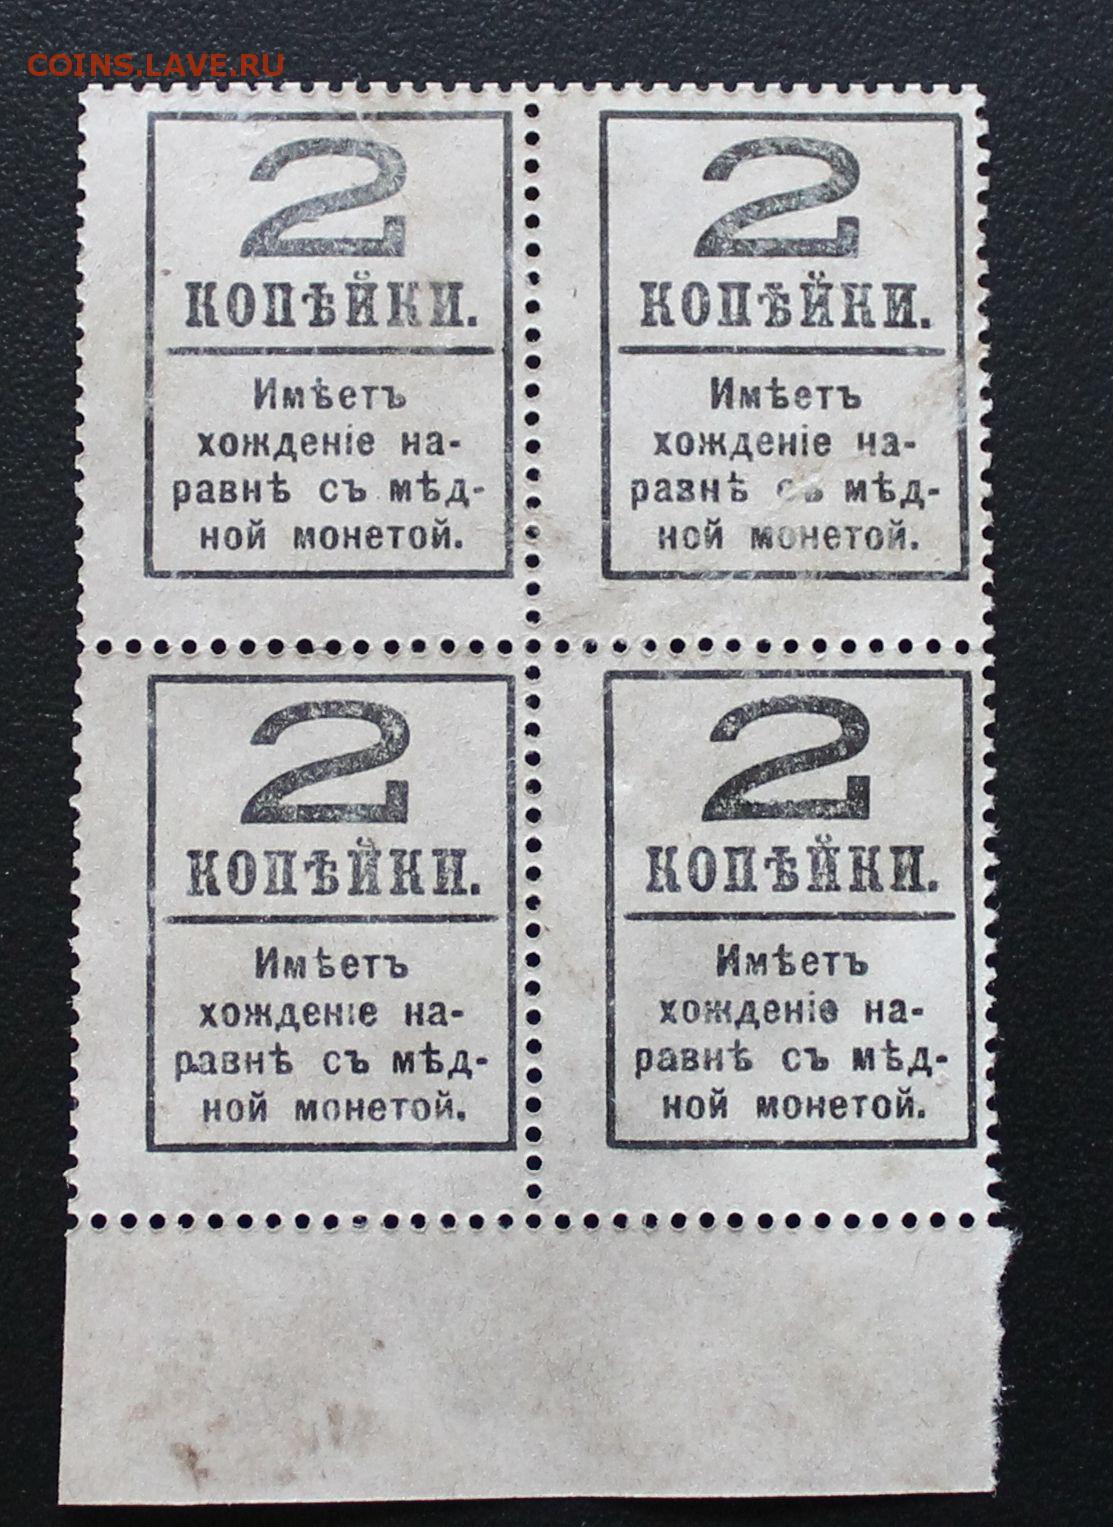 COINS.LAVE.RU
2
КОПѢЙКИ.
Имѣетъ
хожденіе на-
равнѣ съ мѣд-
ной монетой.
2
КОПѢЙКИ.
Имѣетъ
хожденіе на-
равнѣ съ мѣд-
ной монетой.
2
КОПѢЙКИ.
Имѣетъ
хожденіе на-
равнѣ съ мѣд-
ной монетой.
2
КОПѢЙКИ.
Имѣетъ
хожденіе на-
равнѣ съ мѣд-
ной монетой.